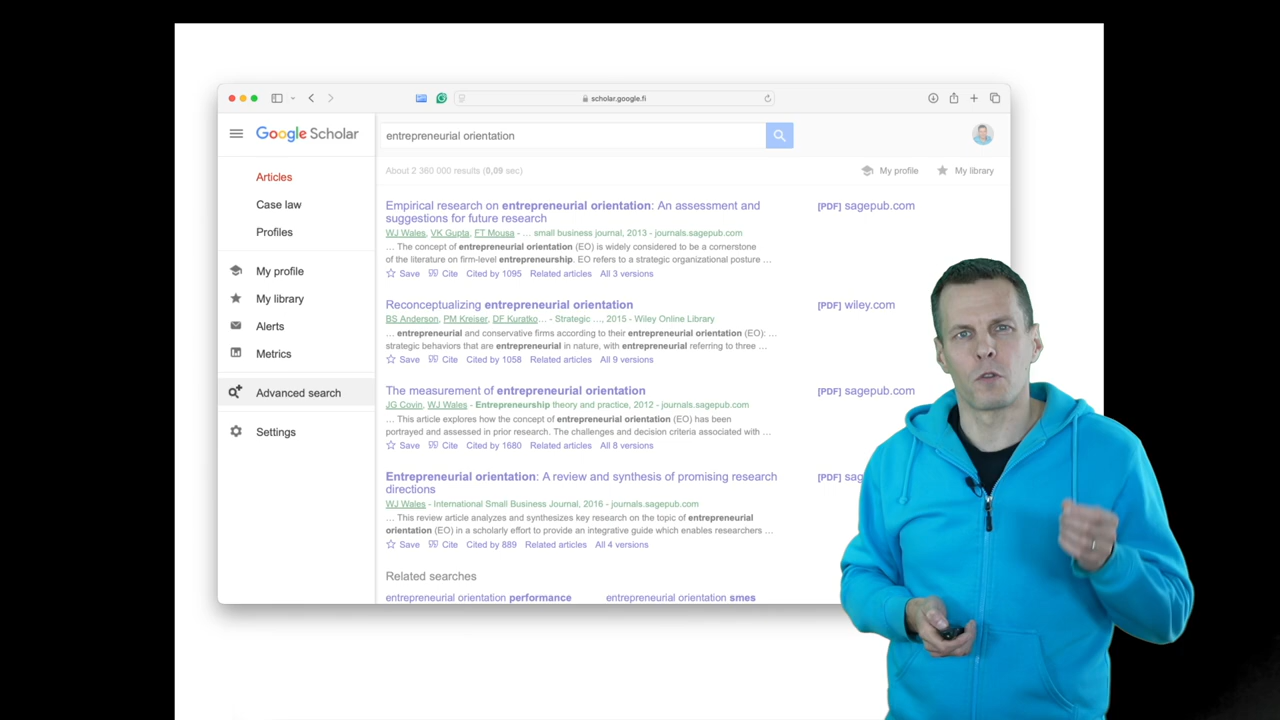 scholar.google.fi
Google Scholar
entrepreneurial orientation
Articles
Case law
Profiles
My profile
My library
Alerts
Metrics
Advanced search
Settings
About 2 360 000 results (0,09 sec)
My profile
My library
Empirical research on entrepreneurial orientation: An assessment and
suggestions for future research
[PDF] sagepub.com
WJ Wales, VK Gupta, FT Mousa - ... small business journal, 2013 - journals.sagepub.com
... The concept of entrepreneurial orientation (EO) is widely considered to be a cornerstone
of the literature on firm-level entrepreneurship. EO refers to a strategic organizational posture ...
Save Cite Cited by 1095 Related articles All 3 versions
Reconceptualizing entrepreneurial orientation
[PDF] wiley.com
BS Anderson, PM Kreiser, DF Kuratko... - Strategic ..., 2015 - Wiley Online Library
... entrepreneurial and conservative firms according to their entrepreneurial orientation (EO): ...
strategic behaviors that are entrepreneurial in nature, with entrepreneurial referring to three ...
Save Cite Cited by 1058 Related articles All 9 versions
The measurement of entrepreneurial orientation
[PDF] sagepub.com
JG Covin, WJ Wales - Entrepreneurship theory and practice, 2012 - journals.sagepub.com
... This article explores how the concept of entrepreneurial orientation (EO) has been
portrayed and assessed in prior research. The challenges and decision criteria associated with ...
Save Cite Cited by 1680 Related articles All 8 versions
Entrepreneurial orientation: A review and synthesis of promising research
directions
[PDF] sag
WJ Wales - International Small Business Journal, 2016 - journals.sagepub.com
... This review article analyzes and synthesizes key research on the topic of entrepreneurial
orientation (EO) in a scholarly effort to provide an integrative guide which enables researchers ...
Save Cite Cited by 889 Related articles All 4 versions
Related searches
entrepreneurial orientation performance
entrepreneurial orientation smes